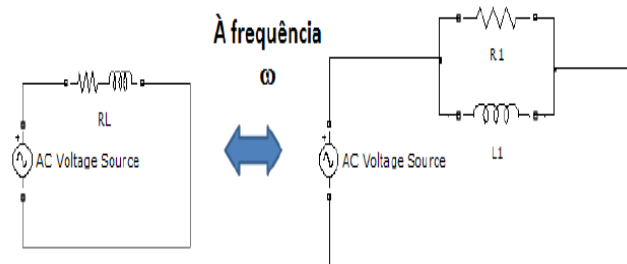 À frequência
ω
R1
RL
L1
+
AC Voltage Source
+
AC Voltage Source